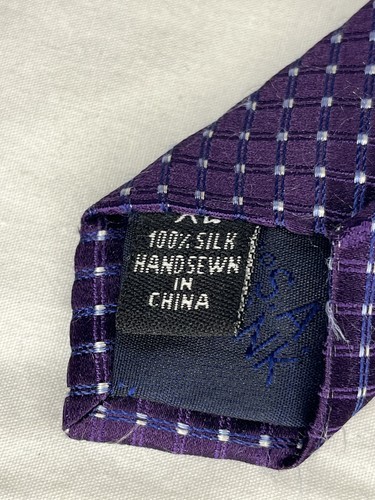 XL
100% SILK
HANDSEWN
IN
CHINA